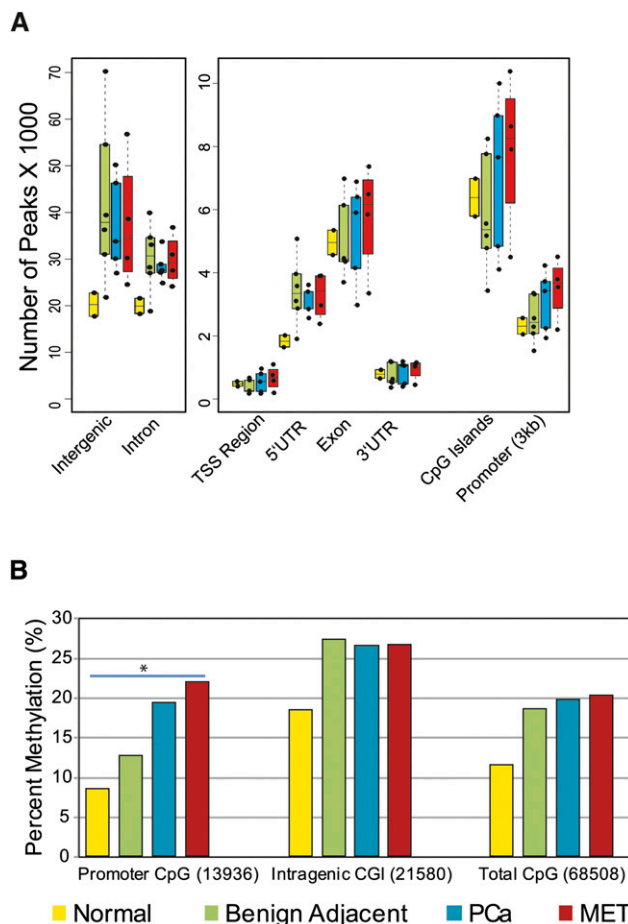 A
Number of Peaks X 1000
70
60
50
40
30
20
10
0
10
8
6
4
2
0
Intergenic
Intron
TSS Region
5'UTR
Exon
3'UTR
CpG Islands
Promoter (3kb)
B
Percent Methylation (%)
30
25
20
15
10
5
0
*
Promoter CpG (13936)
Intragenic CGI (21580)
Total CpG (68508)
Normal
Benign Adjacent
PCa
MET